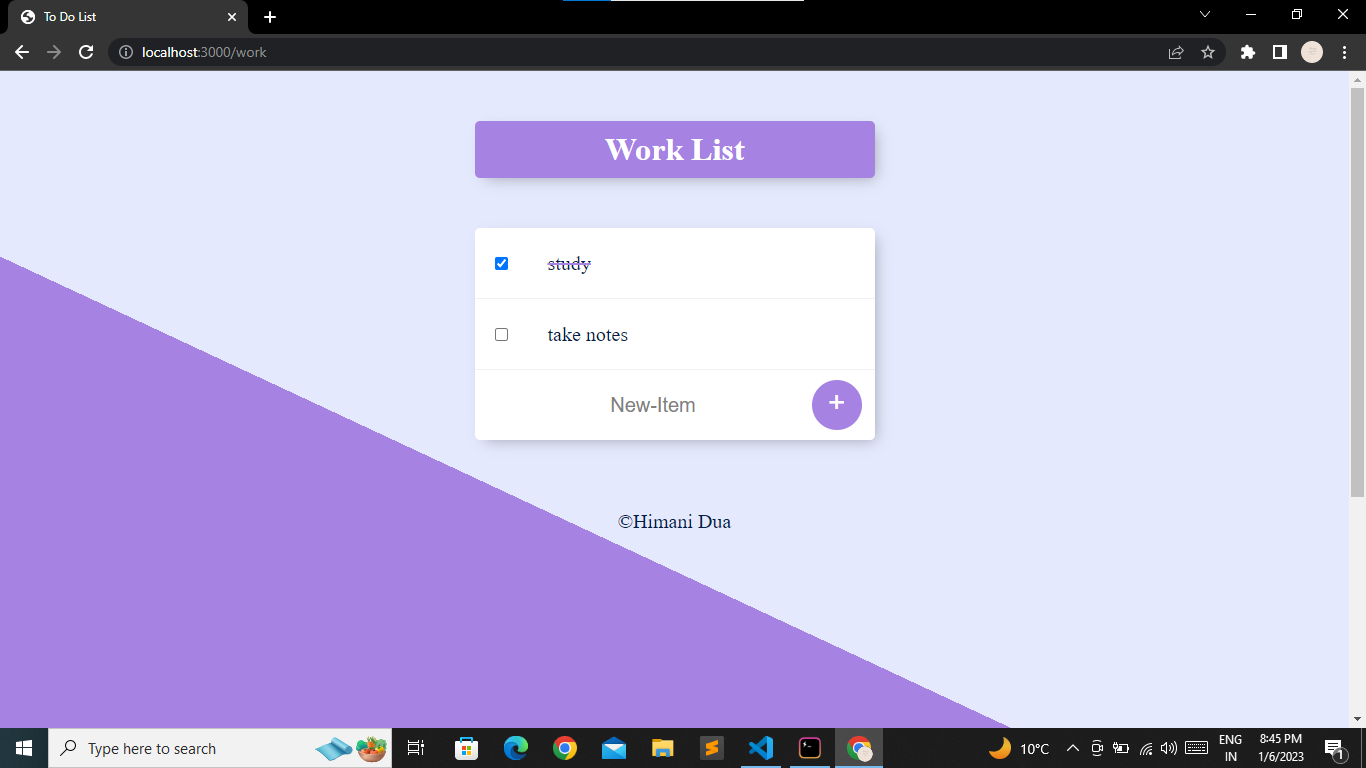 To Do List
localhost:3000/work
Work List
study
take notes
New-Item
+
©Himani Dua
Type here to search
10°C
ENG
IN
8:45 PM
1/6/2023
1